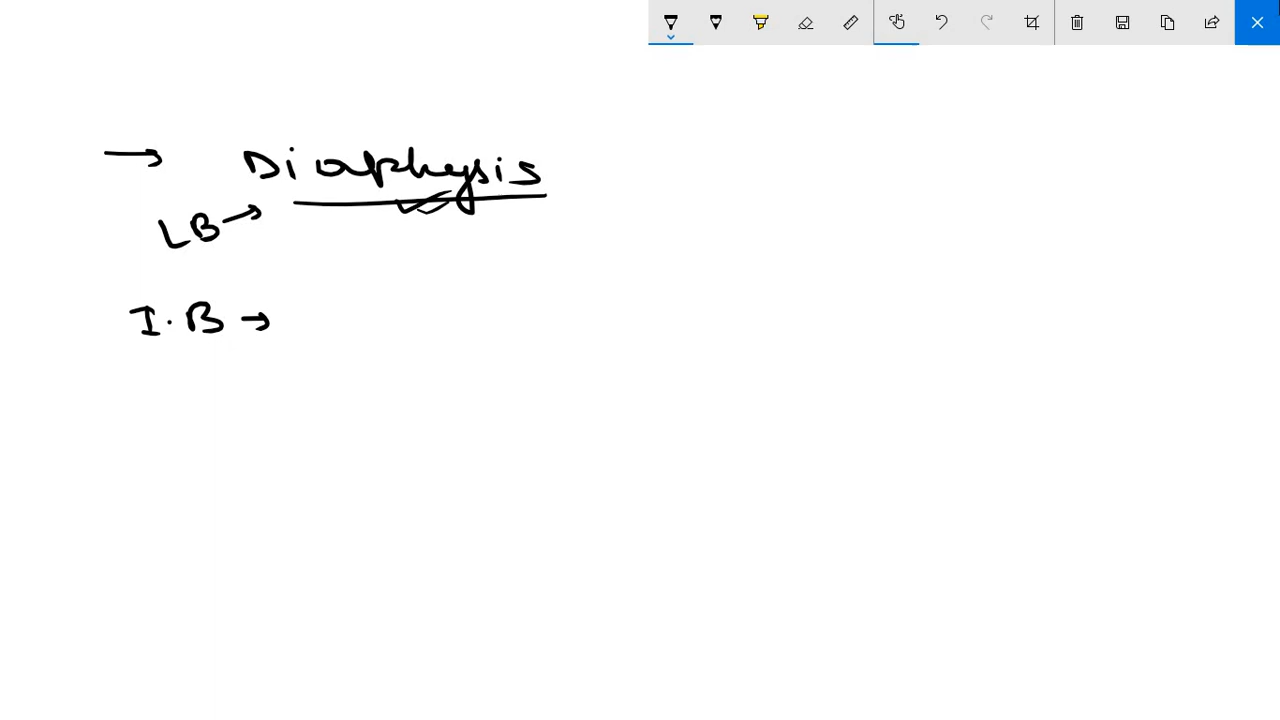 → Diaphysis
LB →
I.B →